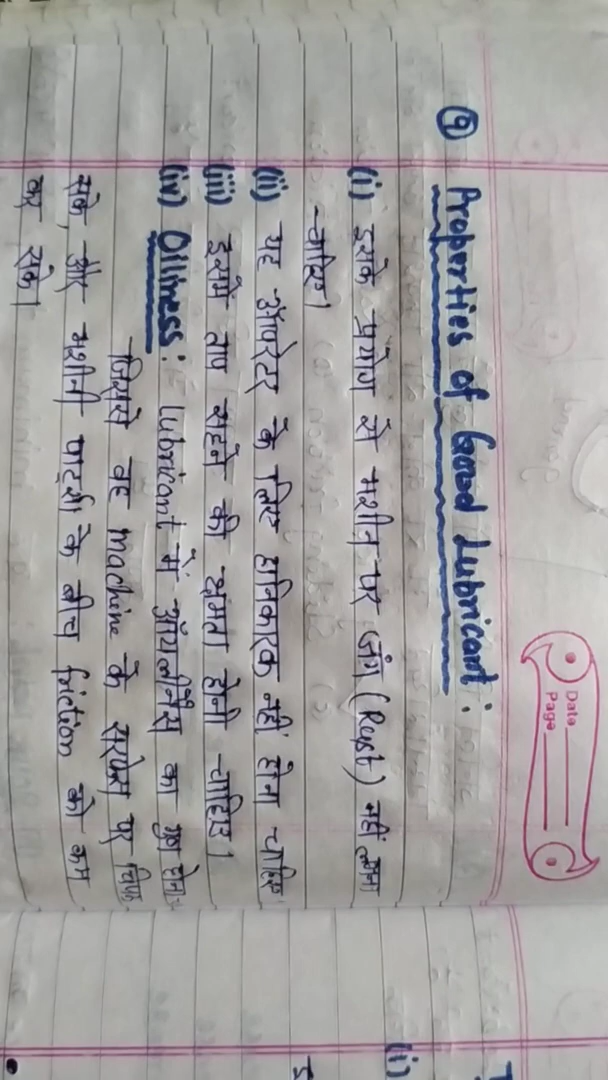 Date
Page
९ Properties of Good Lubricant :
(i) इसके प्रयोग से मशीन पर जंग (Rust) नहीं लगना
चाहिए।
(ii) यह ऑपरेटर के लिए हानिकारक नहीं होना चाहिए
(iii) इसमें ताप सहने की क्षमता होनी चाहिए।
(iv) Oiliness : lubricant में ऑयलीनैस का गुण होना
जिससे वह machine के सरफेस पर चिपक
सके, और मशीनी पार्ट्स के बीच friction को कम
कर सके।
(i)